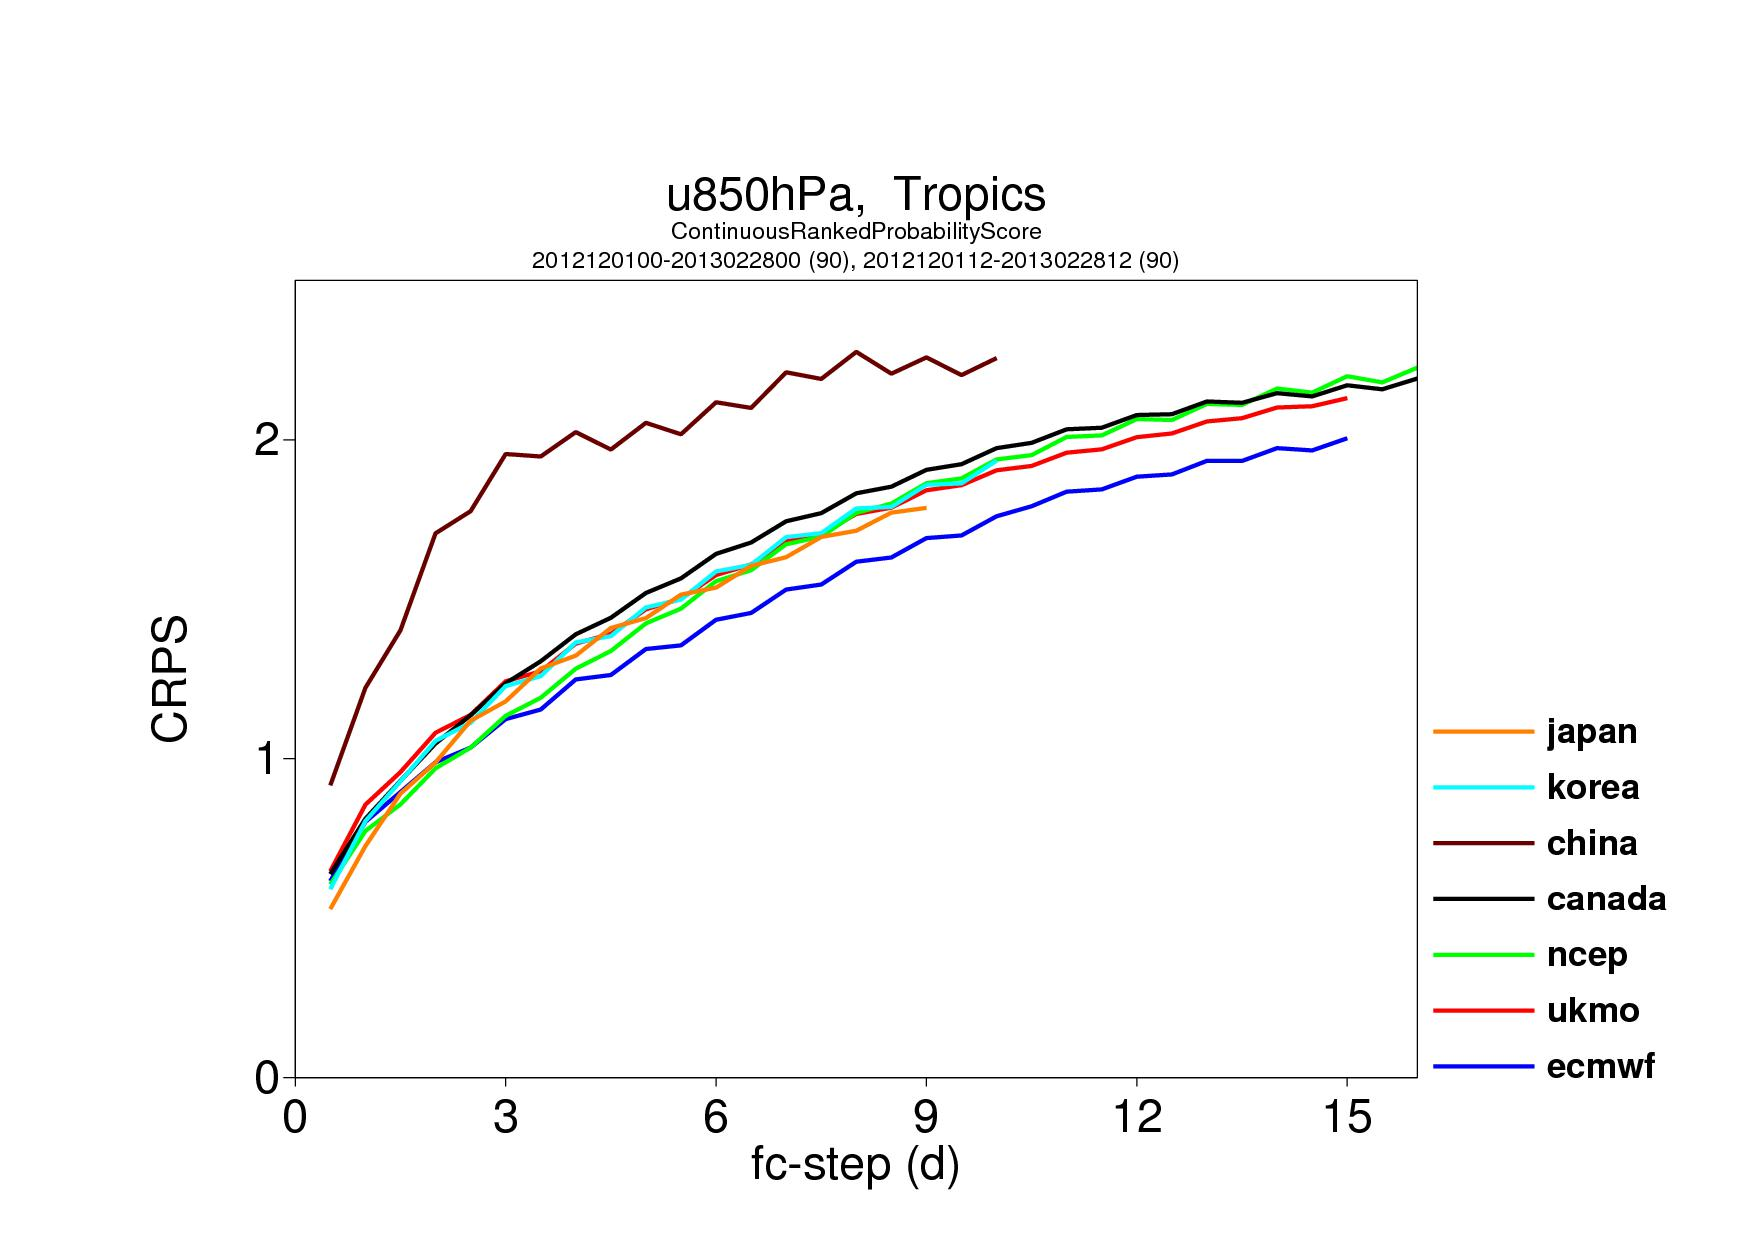 u850hPa, Tropics
ContinuousRankedProbabilityScore
2012120100-2013022800 (90), 2012120112-2013022812 (90)
2
1
0
CRPS
0 3 6 9 12 15
fc-step (d)
japan
korea
china
canada
ncep
ukmo
ecmwf